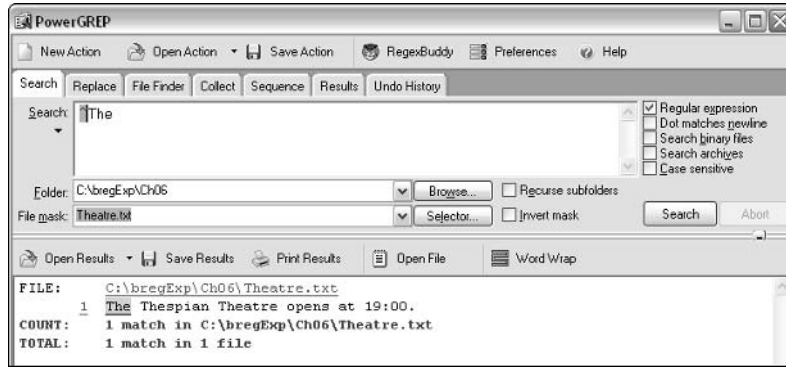 PowerGREP
New Action Open Action Save Action RegexBuddy Preferences Help
Search Replace File Finder Collect Sequence Results Undo History
Search: ^The
Regular expression
Dot matches newline
Search binary files
Search archives
Case sensitive
Folder: C:\bregExp\Ch06 Browse... Recurse subfolders
File mask: Theatre.txt Selector... Invert mask Search Abort
Open Results Save Results Print Results Open File Word Wrap
FILE: C:\bregExp\Ch06\Theatre.txt
1 The Thespian Theatre opens at 19:00.
COUNT: 1 match in C:\bregExp\Ch06\Theatre.txt
TOTAL: 1 match in 1 file